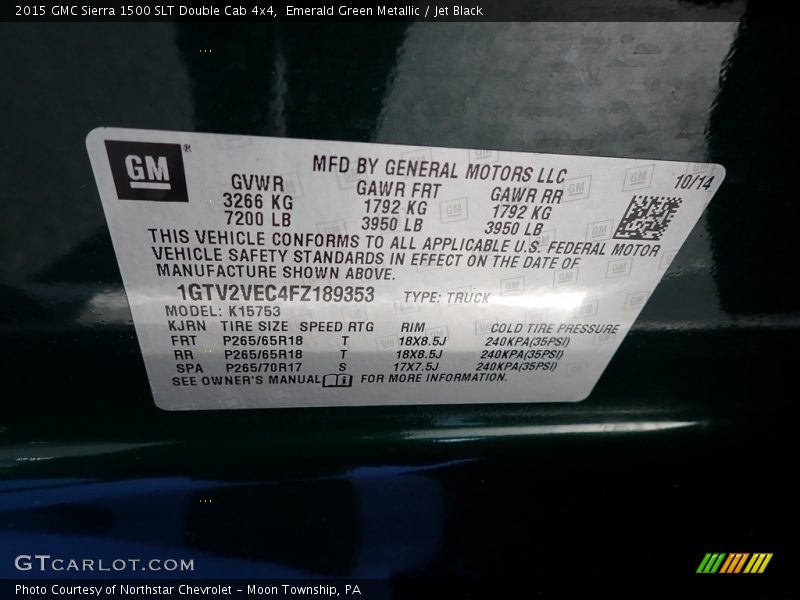 2015 GMC Sierra 1500 SLT Double Cab 4x4,  Emerald Green Metallic / Jet Black
GM ®
MFD BY GENERAL MOTORS LLC
10/14
GVWR GAWR FRT GAWR RR
3266 KG 1792 KG 1792 KG
7200 LB 3950 LB 3950 LB
THIS VEHICLE CONFORMS TO ALL APPLICABLE U.S. FEDERAL MOTOR
VEHICLE SAFETY STANDARDS IN EFFECT ON THE DATE OF
MANUFACTURE SHOWN ABOVE.
1GTV2VEC4FZ189353 TYPE: TRUCK
MODEL: K15753
KJRN TIRE SIZE SPEED RTG RIM COLD TIRE PRESSURE
FRT P265/65R18 T 18X8.5J 240KPA(35PSI)
RR P265/65R18 T 18X8.5J 240KPA(35PSI)
SPA P265/70R17 S 17X7.5J 240KPA(35PSI)
SEE OWNER'S MANUAL FOR MORE INFORMATION.
GTCARLOT.COM
Photo Courtesy of Northstar Chevrolet - Moon Township, PA